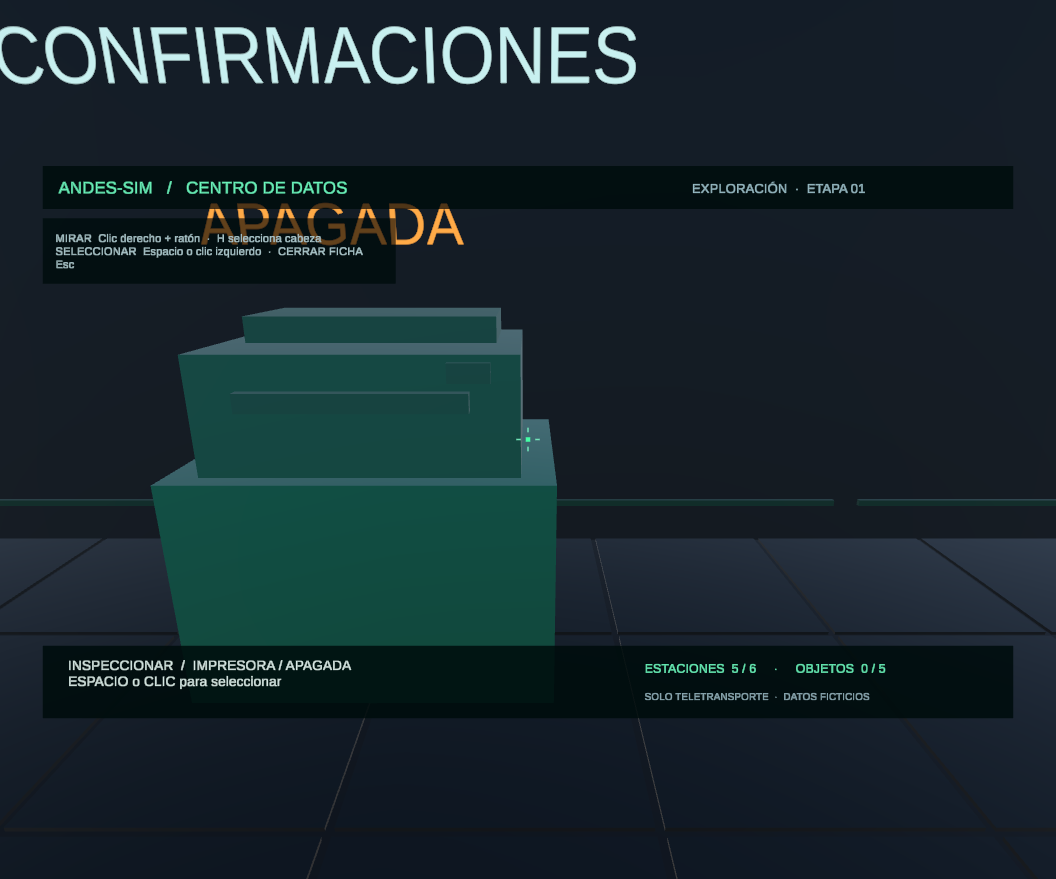 CONFIRMACIONES
ANDES-SIM / CENTRO DE DATOS
EXPLORACIÓN · ETAPA 01
APAGADA
MIRAR Clic derecho + ratón · H selecciona cabeza
SELECCIONAR Espacio o clic izquierdo · CERRAR FICHA
Esc
INSPECCIONAR / IMPRESORA / APAGADA
ESPACIO o CLIC para seleccionar
ESTACIONES 5 / 6 · OBJETOS 0 / 5
SOLO TELETRANSPORTE · DATOS FICTICIOS